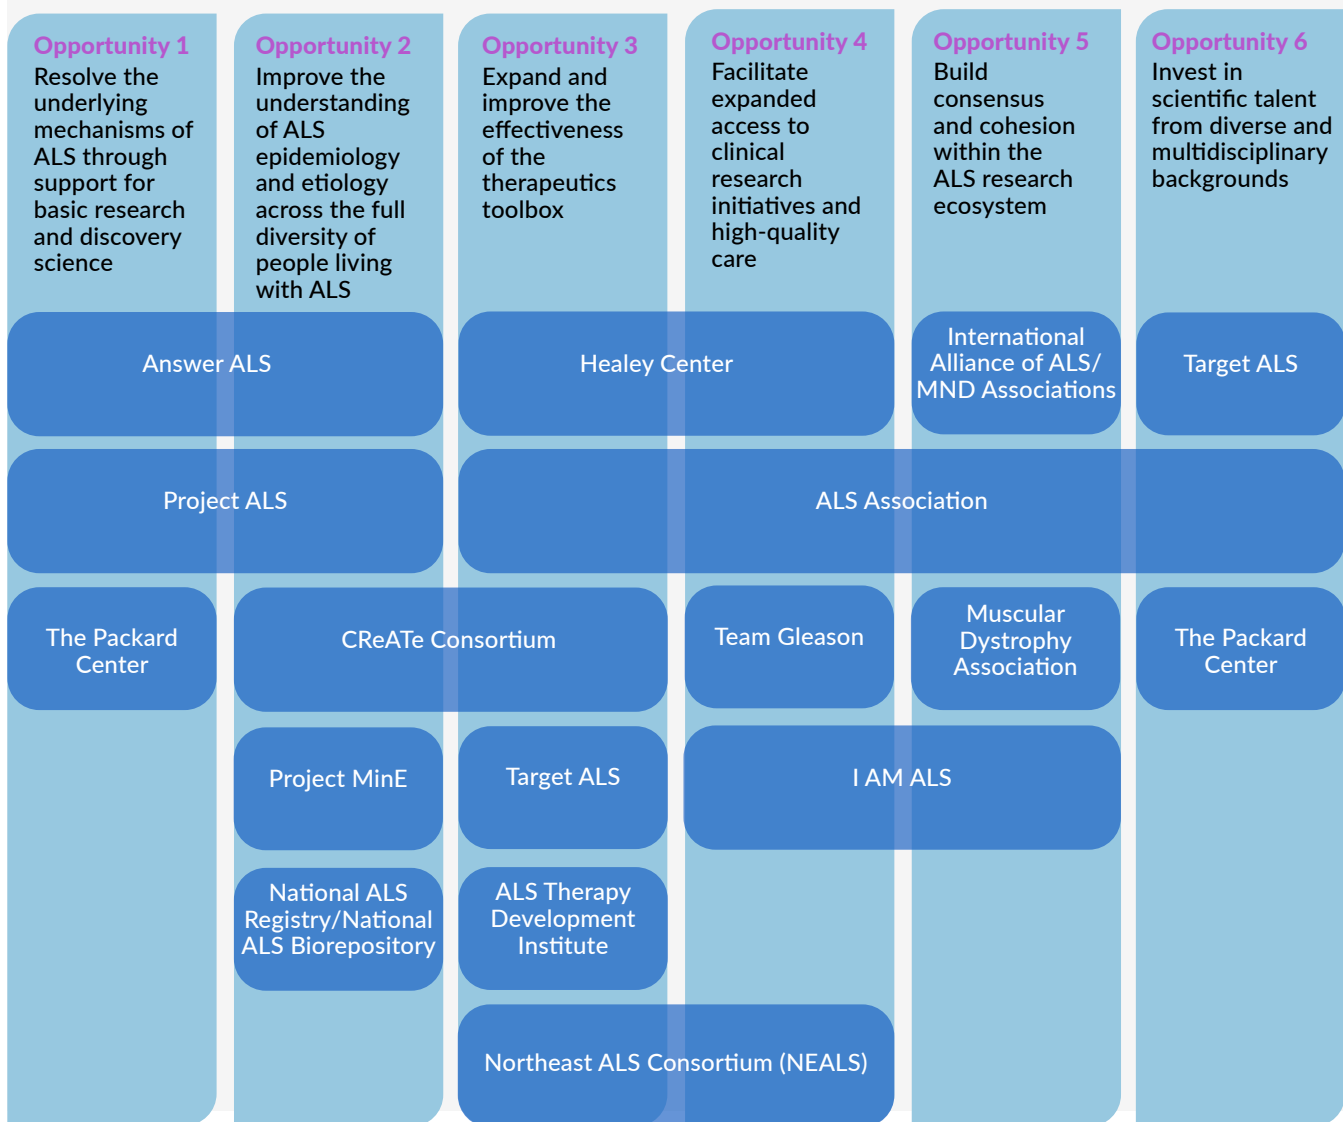 Opportunity 1
Resolve the
underlying
mechanisms of
ALS through
support for
basic research
and discovery
science
Opportunity 2
Improve the
understanding
of ALS
epidemiology
and etiology
across the full
diversity of
people living
with ALS
Opportunity 3
Expand and
improve the
effectiveness
of the
therapeutics
toolbox
Opportunity 4
Facilitate
expanded
access to
clinical
research
initiatives and
high-quality
care
Opportunity 5
Build
consensus
and cohesion
within the
ALS research
ecosystem
Opportunity 6
Invest in
scientific talent
from diverse and
multidisciplinary
backgrounds
Answer ALS
Healey Center
International
Alliance of ALS/
MND Associations
Target ALS
Project ALS
ALS Association
The Packard
Center
CReATe Consortium
Team Gleason
Muscular
Dystrophy
Association
The Packard
Center
Project MinE
Target ALS
I AM ALS
National ALS
Registry/National
ALS Biorepository
ALS Therapy
Development
Institute
Northeast ALS Consortium (NEALS)